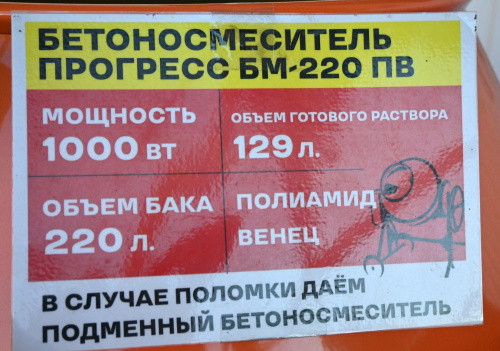 БЕТОНОСМЕСИТЕЛЬ
ПРОГРЕСС БМ-220 ПВ
МОЩНОСТЬ
1000 ВТ
ОБЪЕМ ГОТОВОГО РАСТВОРА
129 Л.
ОБЪЕМ БАКА
220 Л.
ПОЛИАМИД
ВЕНЕЦ
В СЛУЧАЕ ПОЛОМКИ ДАЁМ
ПОДМЕННЫЙ БЕТОНОСМЕСИТЕЛЬ